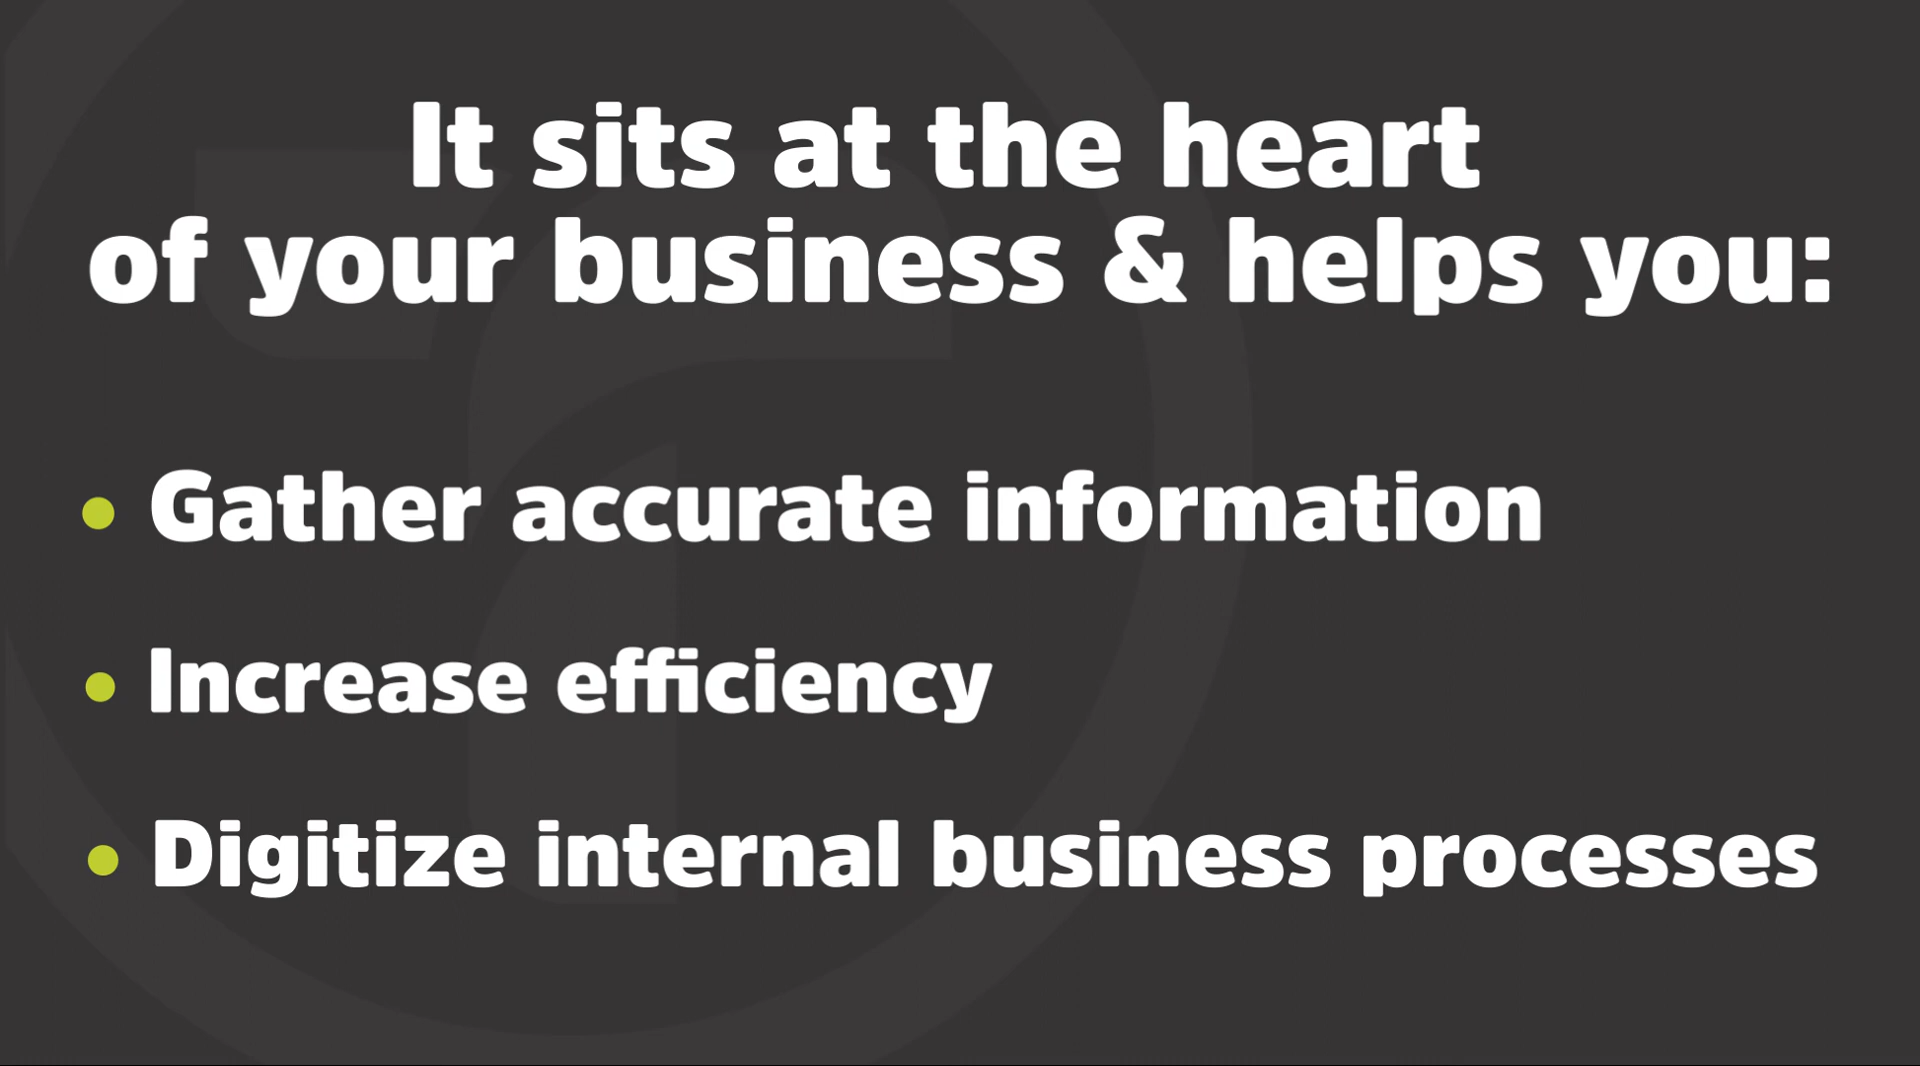 It sits at the heart
of your business & helps you:
• Gather accurate information
• Increase efficiency
• Digitize internal business processes